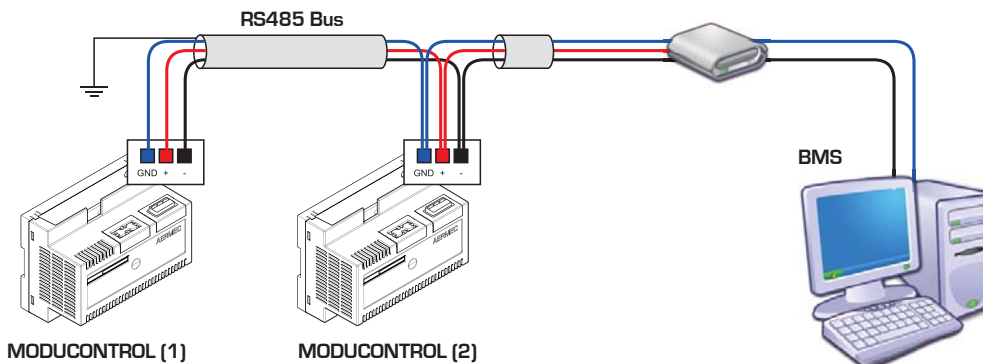 RS485 Bus
GND + -
GND + -
BMS
AERMEC
AERMEC
MODUCONTROL (1)
MODUCONTROL (2)